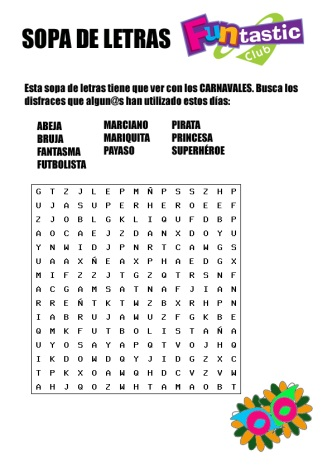 SOPA DE LETRAS
Funtastic
Club
Esta sopa de letras tiene que ver con los CARNAVALES. Busca los
disfraces que algun@s han utilizado estos días:
ABEJA MARCIANO PIRATA
BRUJA MARIQUITA PRINCESA
FANTASMA PAYASO SUPERHÉROE
FUTBOLISTA
G T Z J L E P M Ñ P S S Z H P
U J A S U P E R H E R O E E F
Z J O B L G K L I Q U F D B P
A O C A E J Z D A N X D O Y U
Y N W I D J P N R T C A W G S
U A A X Ñ E A X P H A E D G X
M I F Z Z J T G Z Q T R S N F
A C G A M S A T N A F J I A N
R R E Ñ T K T W Z B X R H P N
I A B R U J A W U Z F G K B E
Q M K F U T B O L I S T A Ñ A
U Y O S A Y A P Q T V O J H Q
I K D O W D Q Y J I D G Z X C
T P K X O A W Q H D C V Z V W
A H J Q O Z W H T A M A O B T